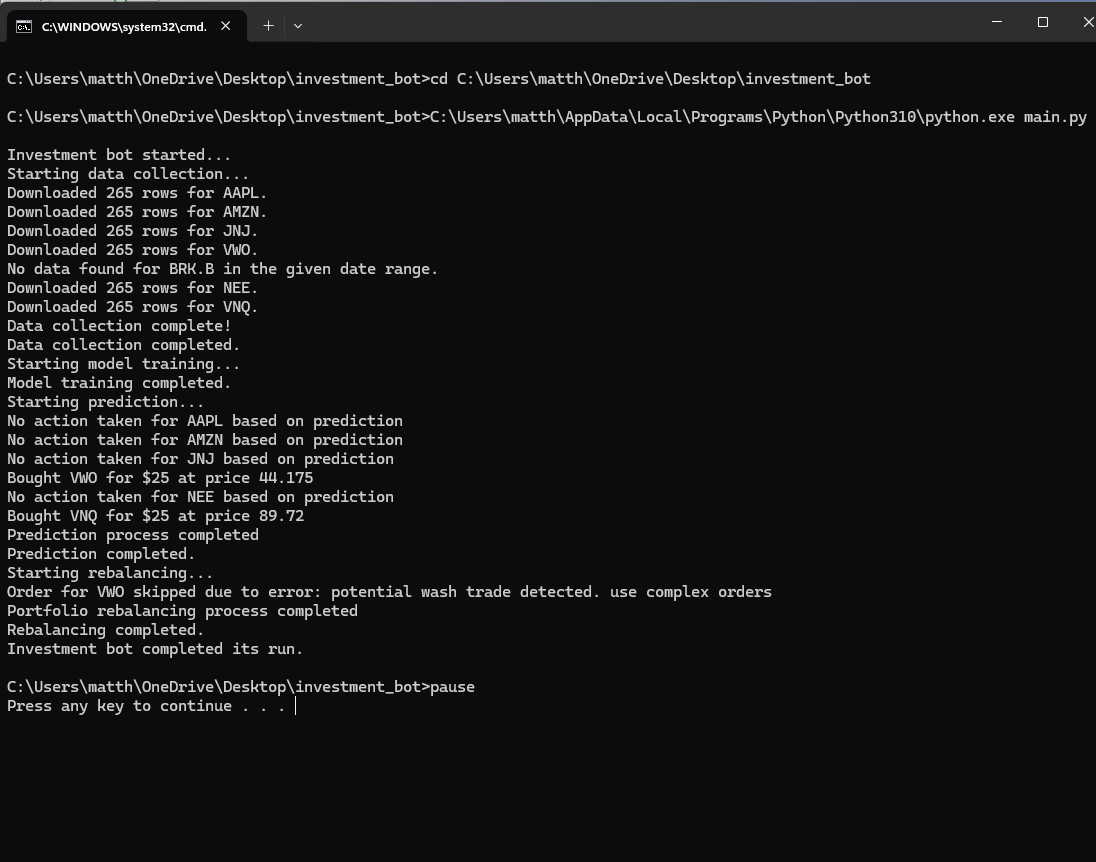 C:\WINDOWS\system32\cmd.
C:\Users\matth\OneDrive\Desktop\investment_bot>cd C:\Users\matth\OneDrive\Desktop\investment_bot
C:\Users\matth\OneDrive\Desktop\investment_bot>C:\Users\matth\AppData\Local\Programs\Python\Python310\python.exe main.py
Investment bot started...
Starting data collection...
Downloaded 265 rows for AAPL.
Downloaded 265 rows for AMZN.
Downloaded 265 rows for JNJ.
Downloaded 265 rows for VWO.
No data found for BRK.B in the given date range.
Downloaded 265 rows for NEE.
Downloaded 265 rows for VNQ.
Data collection complete!
Data collection completed.
Starting model training...
Model training completed.
Starting prediction...
No action taken for AAPL based on prediction
No action taken for AMZN based on prediction
No action taken for JNJ based on prediction
Bought VWO for $25 at price 44.175
No action taken for NEE based on prediction
Bought VNQ for $25 at price 89.72
Prediction process completed
Prediction completed.
Starting rebalancing...
Order for VWO skipped due to error: potential wash trade detected. use complex orders
Portfolio rebalancing process completed
Rebalancing completed.
Investment bot completed its run.
C:\Users\matth\OneDrive\Desktop\investment_bot>pause
Press any key to continue . . .